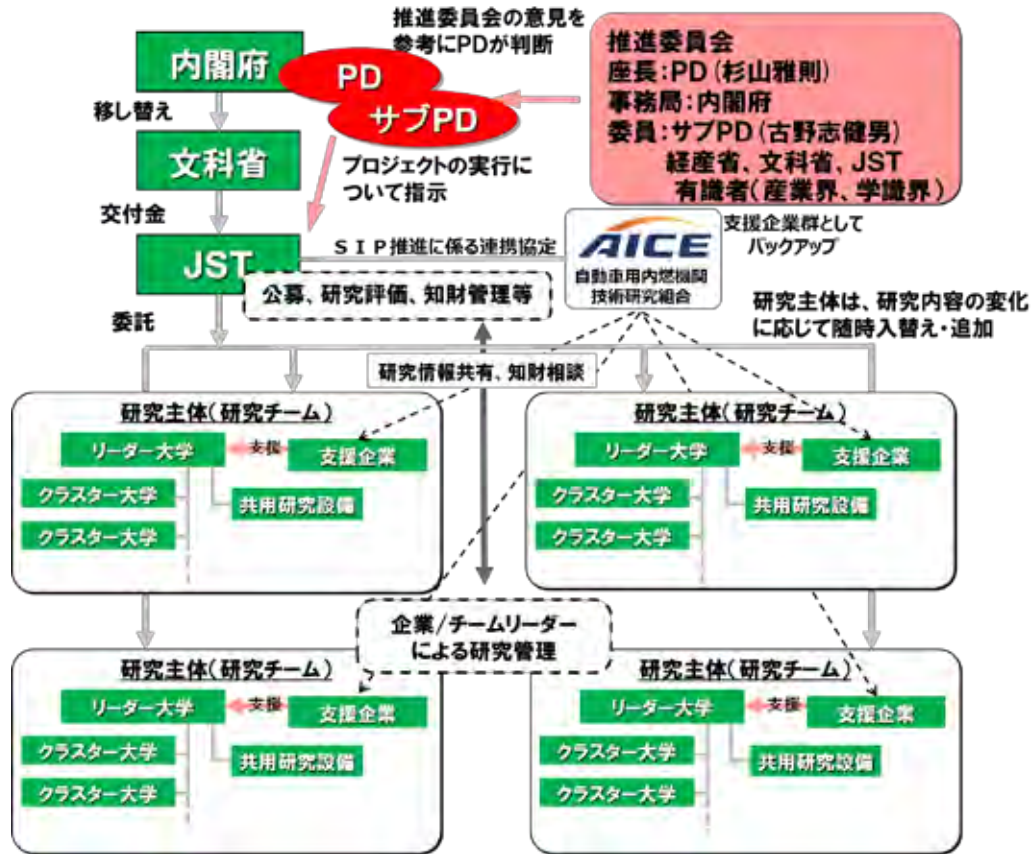 推進委員会の意見を
参考にPDが判断
内閣府
PD
サブPD
推進委員会
座長:PD(杉山雅則)
事務局:内閣府
委員:サブPD(古野志健男)
経産省、文科省、JST
有識者(産業界、学識界)
移し替え
文科省
プロジェクトの実行に
ついて指示
交付金
JST
SIP推進に係る連携協定
AICE
自動車用内燃機関
技術研究組合
支援企業群として
バックアップ
公募、研究評価、知財管理等
委託
研究主体は、研究内容の変化
に応じて随時入替え・追加
研究情報共有、知財相談
研究主体(研究チーム)
リーダー大学
支援
支援企業
クラスター大学
共用研究設備
クラスター大学
研究主体(研究チーム)
リーダー大学
支援
支援企業
クラスター大学
共用研究設備
クラスター大学
企業/チームリーダー
による研究管理
研究主体(研究チーム)
リーダー大学
支援
支援企業
クラスター大学
共用研究設備
クラスター大学
研究主体(研究チーム)
リーダー大学
支援
支援企業
クラスター大学
共用研究設備
クラスター大学